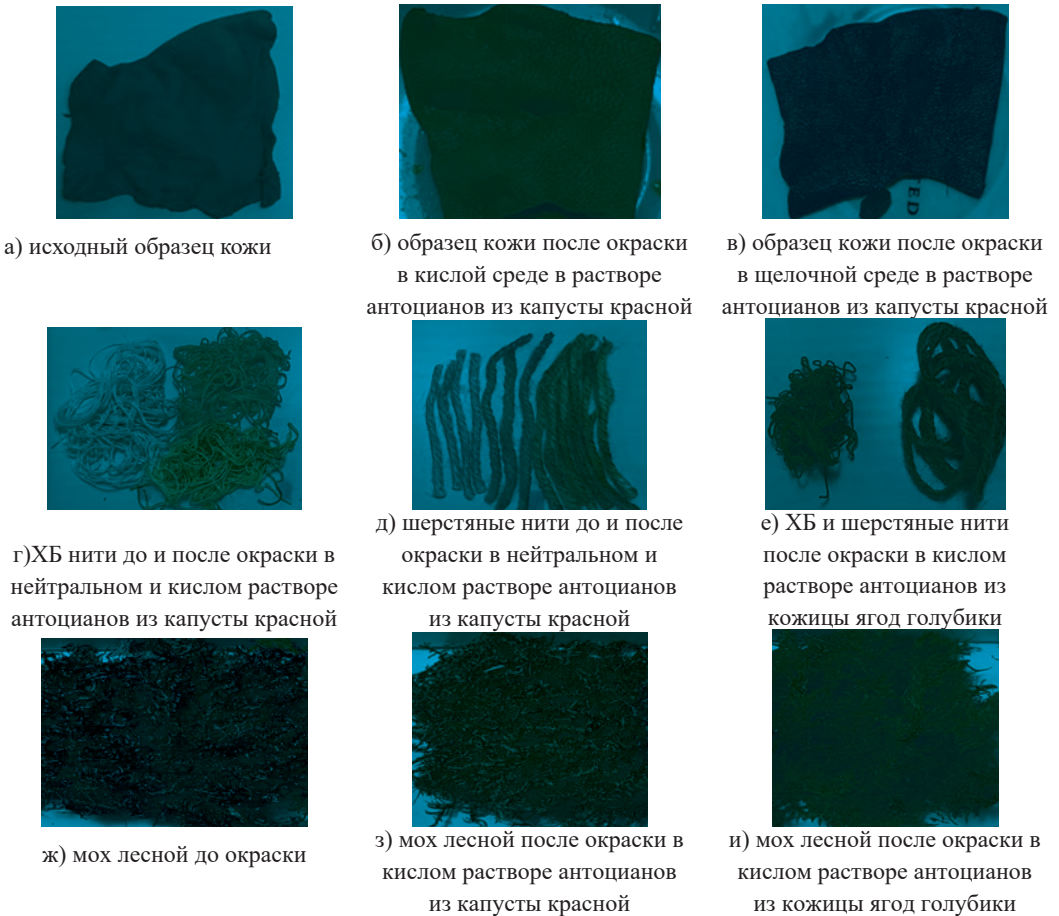 TED
а) исходный образец кожи
б) образец кожи после окраски
в кислой среде в растворе
антоцианов из капусты красной
в) образец кожи после окраски
в щелочной среде в растворе
антоцианов из капусты красной
г)ХБ нити до и после окраски в
нейтральном и кислом растворе
антоцианов из капусты красной
д) шерстяные нити до и после
окраски в нейтральном и
кислом растворе антоцианов
из капусты красной
е) ХБ и шерстяные нити
после окраски в кислом
растворе антоцианов из
кожицы ягод голубики
ж) мох лесной до окраски
з) мох лесной после окраски в
кислом растворе антоцианов
из капусты красной
и) мох лесной после окраски в
кислом растворе антоцианов
из кожицы ягод голубики